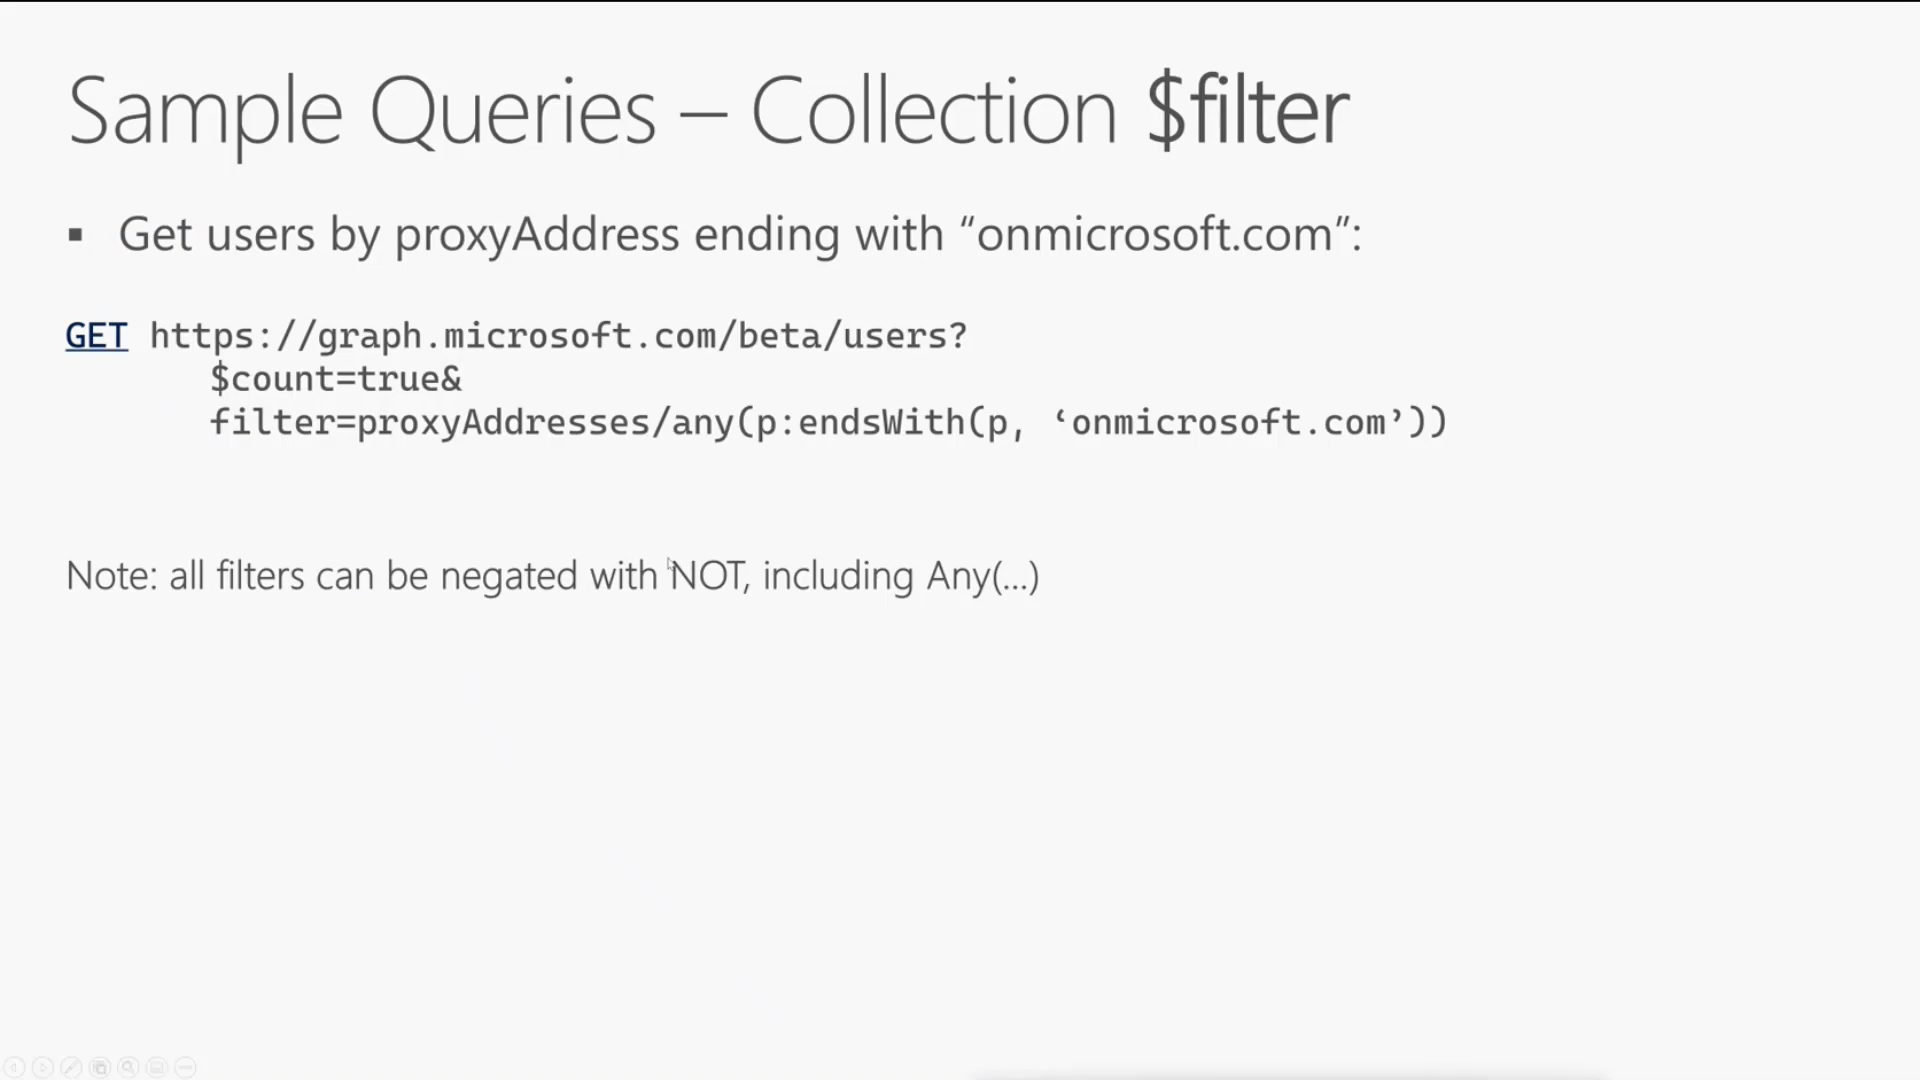 Sample Queries – Collection $filter
▪ Get users by proxyAddress ending with “onmicrosoft.com”:
GET https://graph.microsoft.com/beta/users?
$count=true&
filter=proxyAddresses/any(p:endsWith(p, ‘onmicrosoft.com’))
Note: all filters can be negated with NOT, including Any(...)